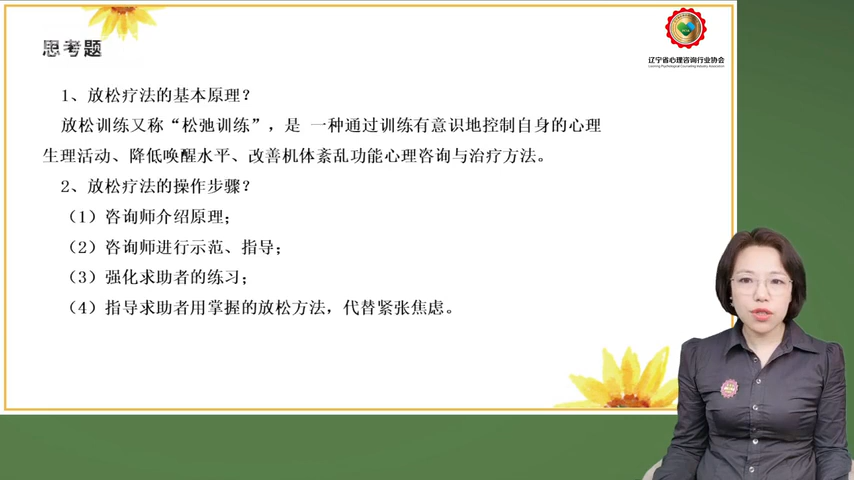 思考题
辽宁省心理咨询行业协会
1、放松疗法的基本原理？
放松训练又称“松弛训练”，是 一种通过训练有意识地控制自身的心理
生理活动、降低唤醒水平、改善机体紊乱功能心理咨询与治疗方法。
2、放松疗法的操作步骤？
（1）咨询师介绍原理；
（2）咨询师进行示范、指导；
（3）强化求助者的练习；
（4）指导求助者用掌握的放松方法，代替紧张焦虑。